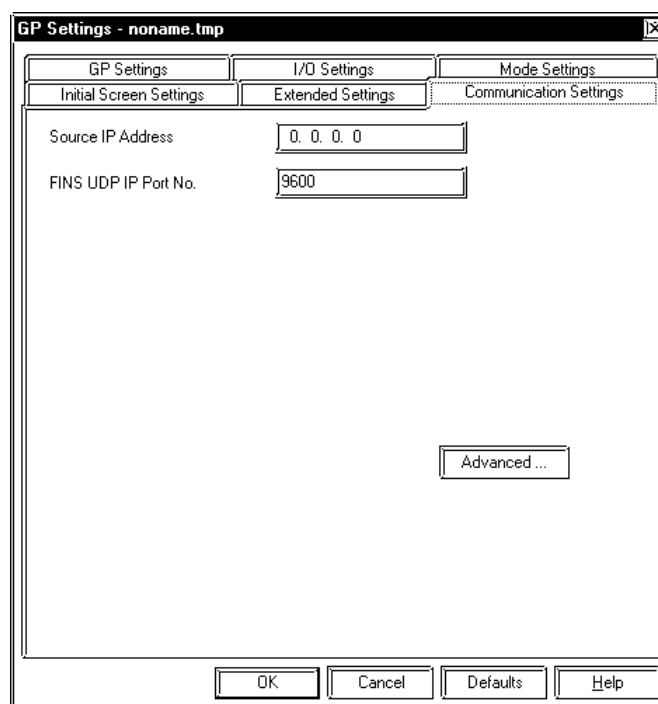 GP Settings - noname.tmp
GP Settings I/O Settings Mode Settings
Initial Screen Settings Extended Settings Communication Settings
Source IP Address 0. 0. 0. 0
FINS UDP IP Port No. 9600
Advanced ...
OK Cancel Defaults Help